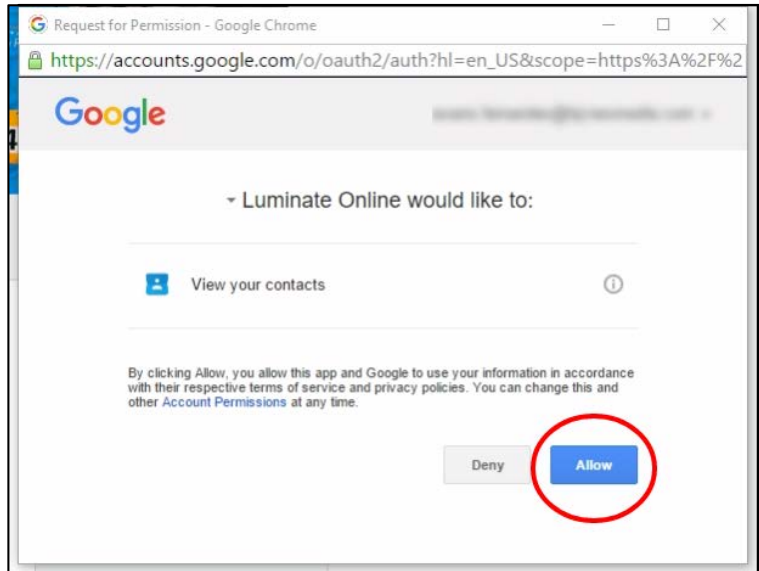 Request for Permission - Google Chrome
https://accounts.google.com/o/oauth2/auth?hl=en_US&scope=https%3A%2F%2
Google
Luminate Online would like to:
View your contacts
By clicking Allow, you allow this app and Google to use your information in accordance
with their respective terms of service and privacy policies. You can change this and
other Account Permissions at any time.
Deny
Allow